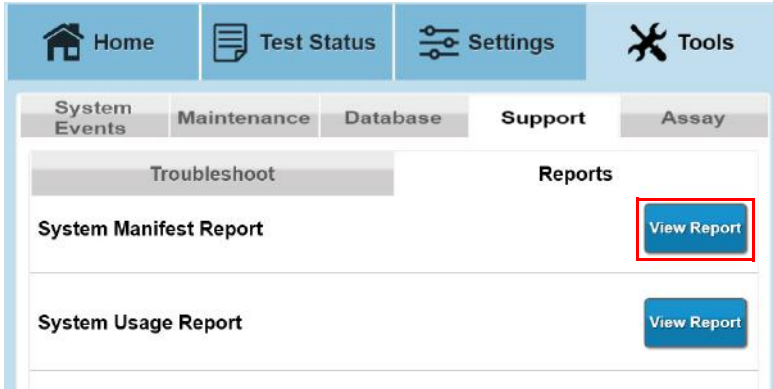 Home Test Status Settings Tools
System Events Maintenance Database Support Assay
Troubleshoot Reports
System Manifest Report View Report
System Usage Report View Report